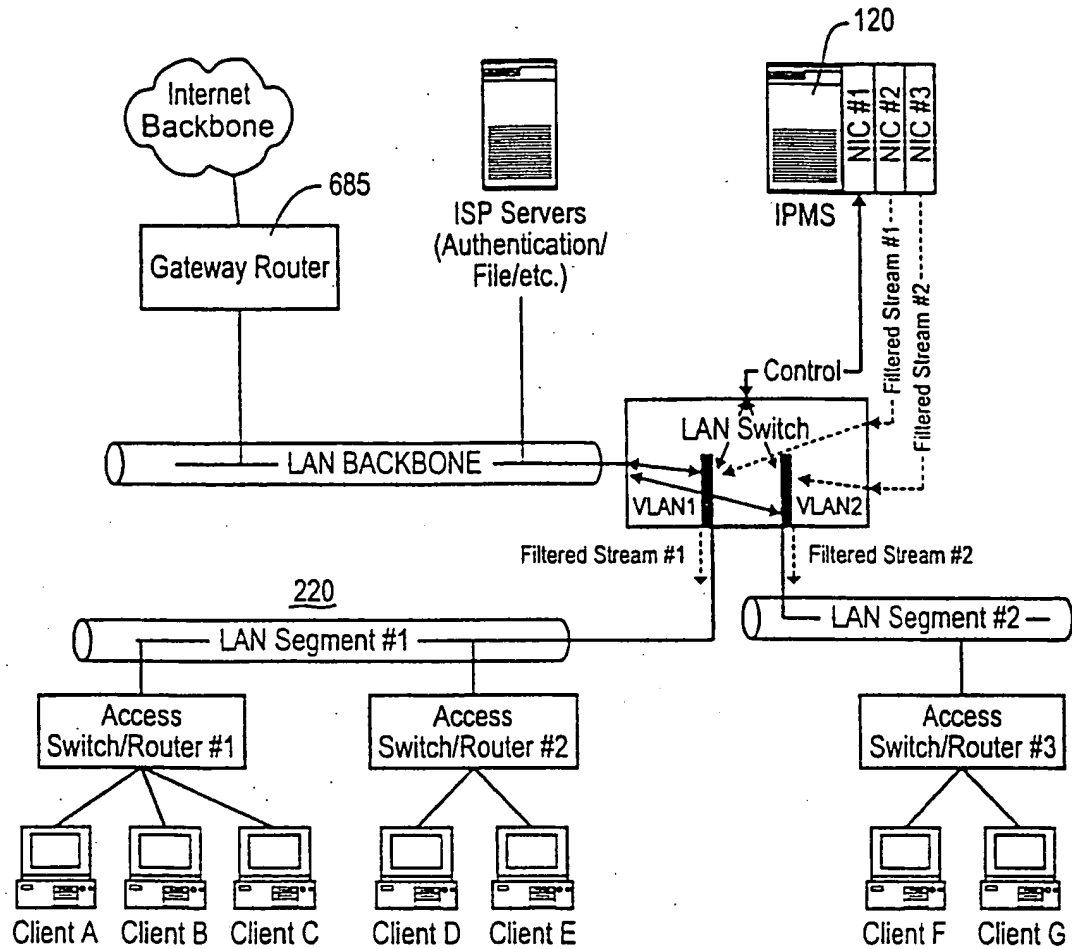 120
Internet
Backbone
NIC #1
NIC #2
NIC #3
685
ISP Servers
(Authentication/
File/etc.)
IPMS
Gateway Router
Filtered Stream #1
Filtered Stream #2
Control
LAN Switch
LAN BACKBONE
VLAN1
VLAN2
Filtered Stream #1
Filtered Stream #2
220
LAN Segment #1
LAN Segment #2
Access
Switch/Router #1
Access
Switch/Router #2
Access
Switch/Router #3
Client A
Client B
Client C
Client D
Client E
Client F
Client G